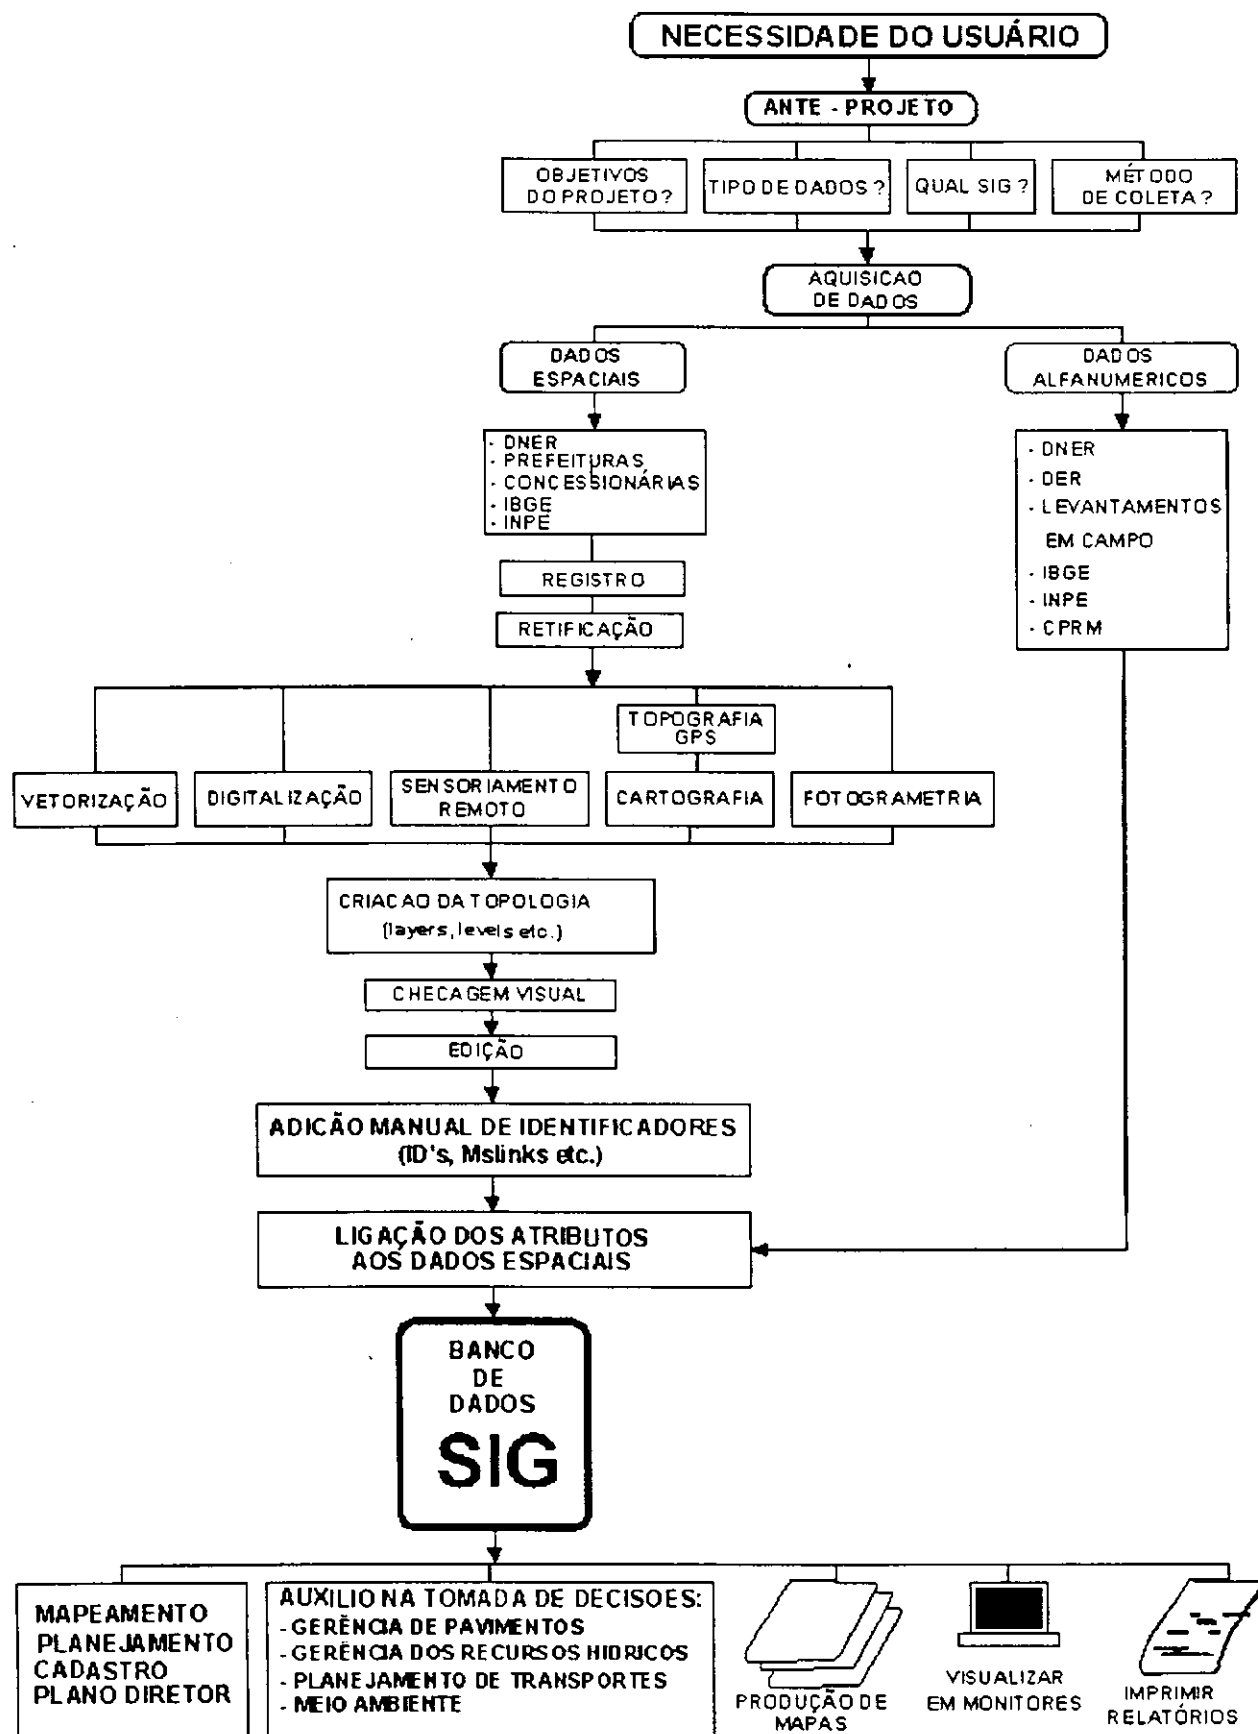 NECESSIDADE DO USUÁRIO
ANTE - PROJETO
OBJETIVOS
DO PROJETO?
TIPO DE DADOS ?
QUAL SIG ?
MÉTODO
DE COLETA ?
AQUISICAO
DE DADOS
DADOS
ESPACIAIS
DADOS
ALFANUMERICOS
- DNER
- PREFEITURAS
- CONCESSIONÁRIAS
- IBGE
- INPE
- DNER
- DER
- LEVANTAMENTOS
EM CAMPO
- IBGE
- INPE
- CPRM
REGISTRO
RETIFICAÇÃO
TOPOGRAFIA
GPS
VETORIZAÇÃO
DIGITALIZAÇÃO
SENSORIAMENTO
REMOTO
CARTOGRAFIA
FOTOGRAMETRIA
CRIACAO DA TOPOLOGIA
(layers, levels etc.)
CHECAGEM VISUAL
EDIÇÃO
ADIÇÃO MANUAL DE IDENTIFICADORES
(ID's, Mslinks etc.)
LIGAÇÃO DOS ATRIBUTOS
AOS DADOS ESPACIAIS
BANCO
DE
DADOS
SIG
MAPEAMENTO
PLANEJAMENTO
CADASTRO
PLANO DIRETOR
AUXILIO NA TOMADA DE DECISOES:
- GERÊNCIA DE PAVIMENTOS
- GERÊNCIA DOS RECURSOS HIDRICOS
- PLANEJAMENTO DE TRANSPORTES
- MEIO AMBIENTE
PRODUÇÃO DE
MAPAS
VISUALIZAR
EM MONITORES
IMPRIMIR
RELATÓRIOS